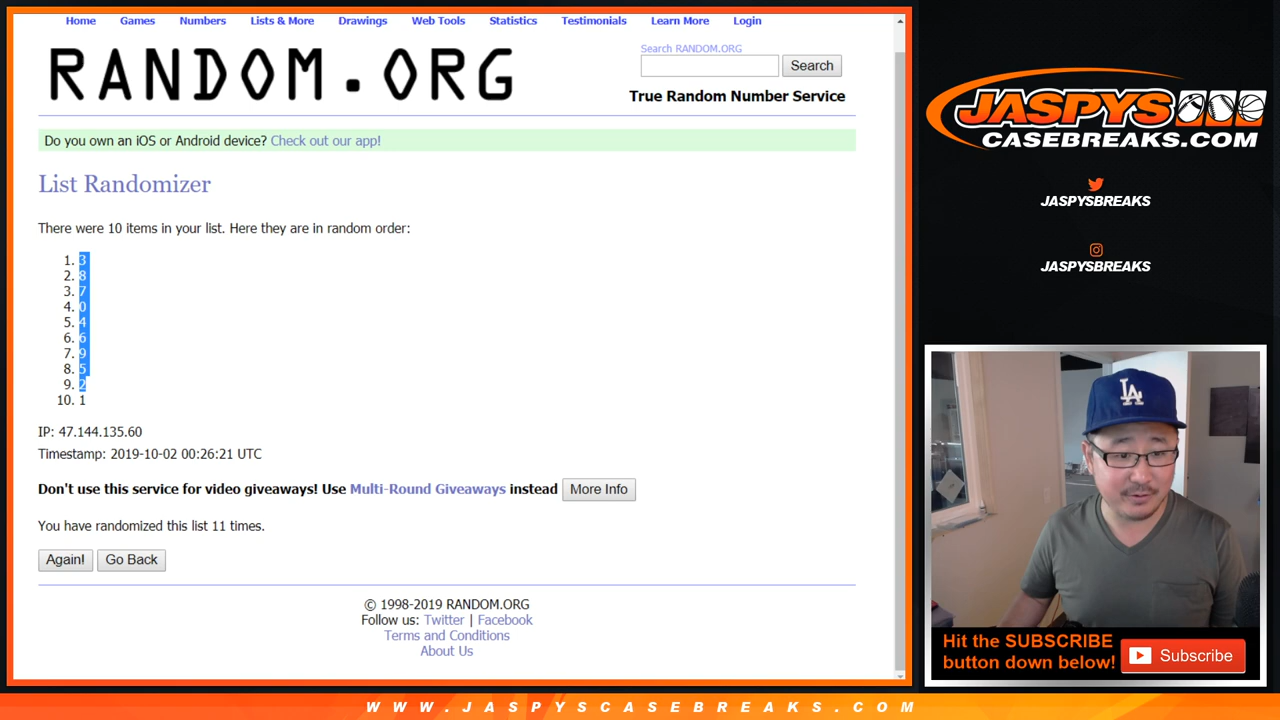 Home Games Numbers Lists & More Drawings Web Tools Statistics Testimonials Learn More Login
RANDOM.ORG
Search RANDOM.ORG
Search
True Random Number Service
Do you own an iOS or Android device? Check out our app!
List Randomizer
There were 10 items in your list. Here they are in random order:
1. 3
2. 8
3. 7
4. 0
5. 4
6. 6
7. 9
8. 5
9. 2
10. 1
IP: 47.144.135.60
Timestamp: 2019-10-02 00:26:21 UTC
Don't use this service for video giveaways! Use Multi-Round Giveaways instead More Info
You have randomized this list 11 times.
Again! Go Back
© 1998-2019 RANDOM.ORG
Follow us: Twitter | Facebook
Terms and Conditions
About Us
JASPYS
CASEBREAKS.COM
JASPYSBREAKS
JASPYSBREAKS
LA
Hit the SUBSCRIBE
button down below!
Subscribe
WWW.JASPYSCASEBREAKS.COM